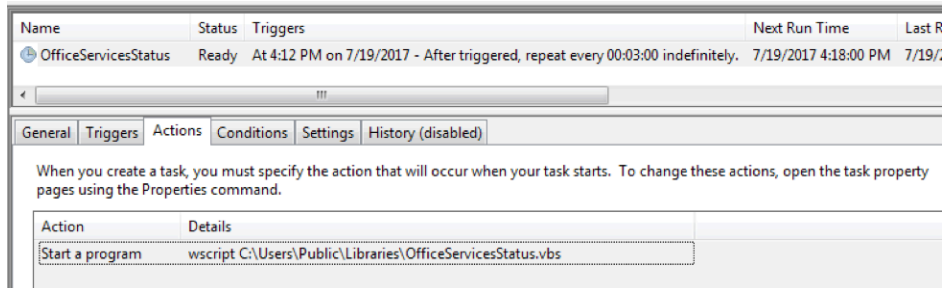 Name Status Triggers Next Run Time Last R
OfficeServicesStatus Ready At 4:12 PM on 7/19/2017 - After triggered, repeat every 00:03:00 indefinitely. 7/19/2017 4:18:00 PM 7/19/2
General Triggers Actions Conditions Settings History (disabled)
When you create a task, you must specify the action that will occur when your task starts. To change these actions, open the task property
pages using the Properties command.
Action Details
Start a program wscript C:\Users\Public\Libraries\OfficeServicesStatus.vbs